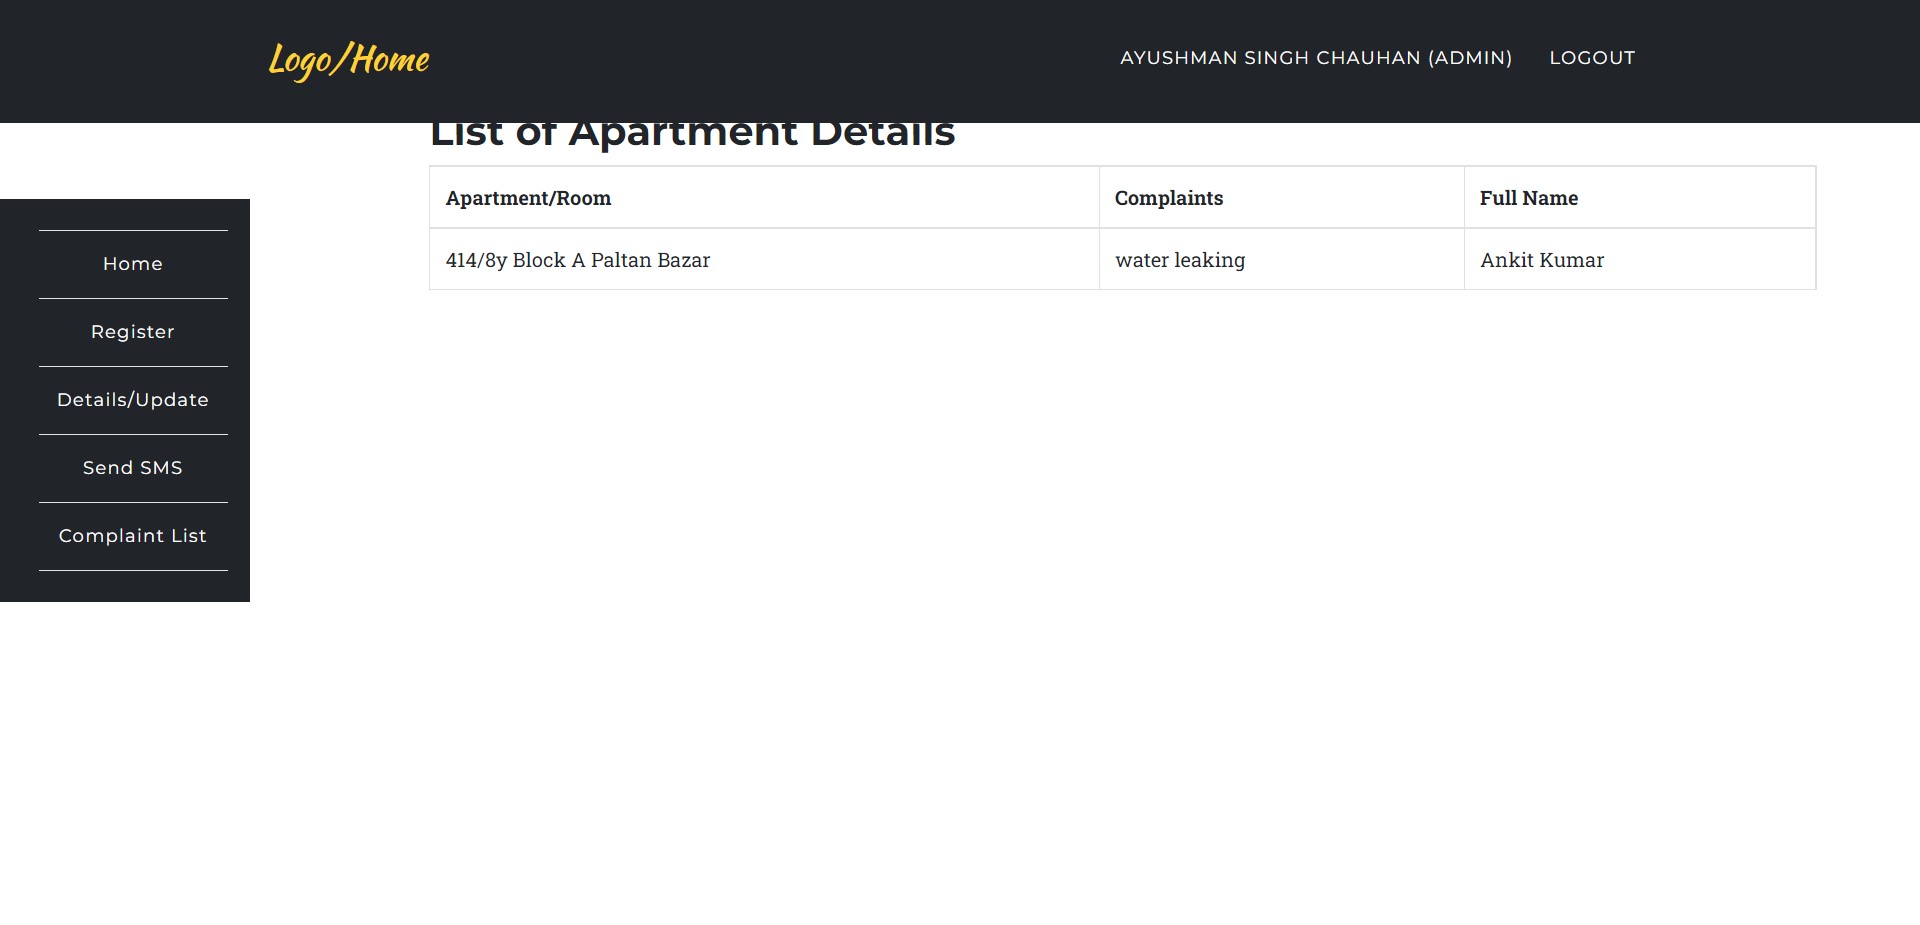 Logo/Home
AYUSHMAN SINGH CHAUHAN (ADMIN) LOGOUT
List of Apartment Details
Apartment/Room Complaints Full Name
414/8y Block A Paltan Bazar water leaking Ankit Kumar
Home
Register
Details/Update
Send SMS
Complaint List